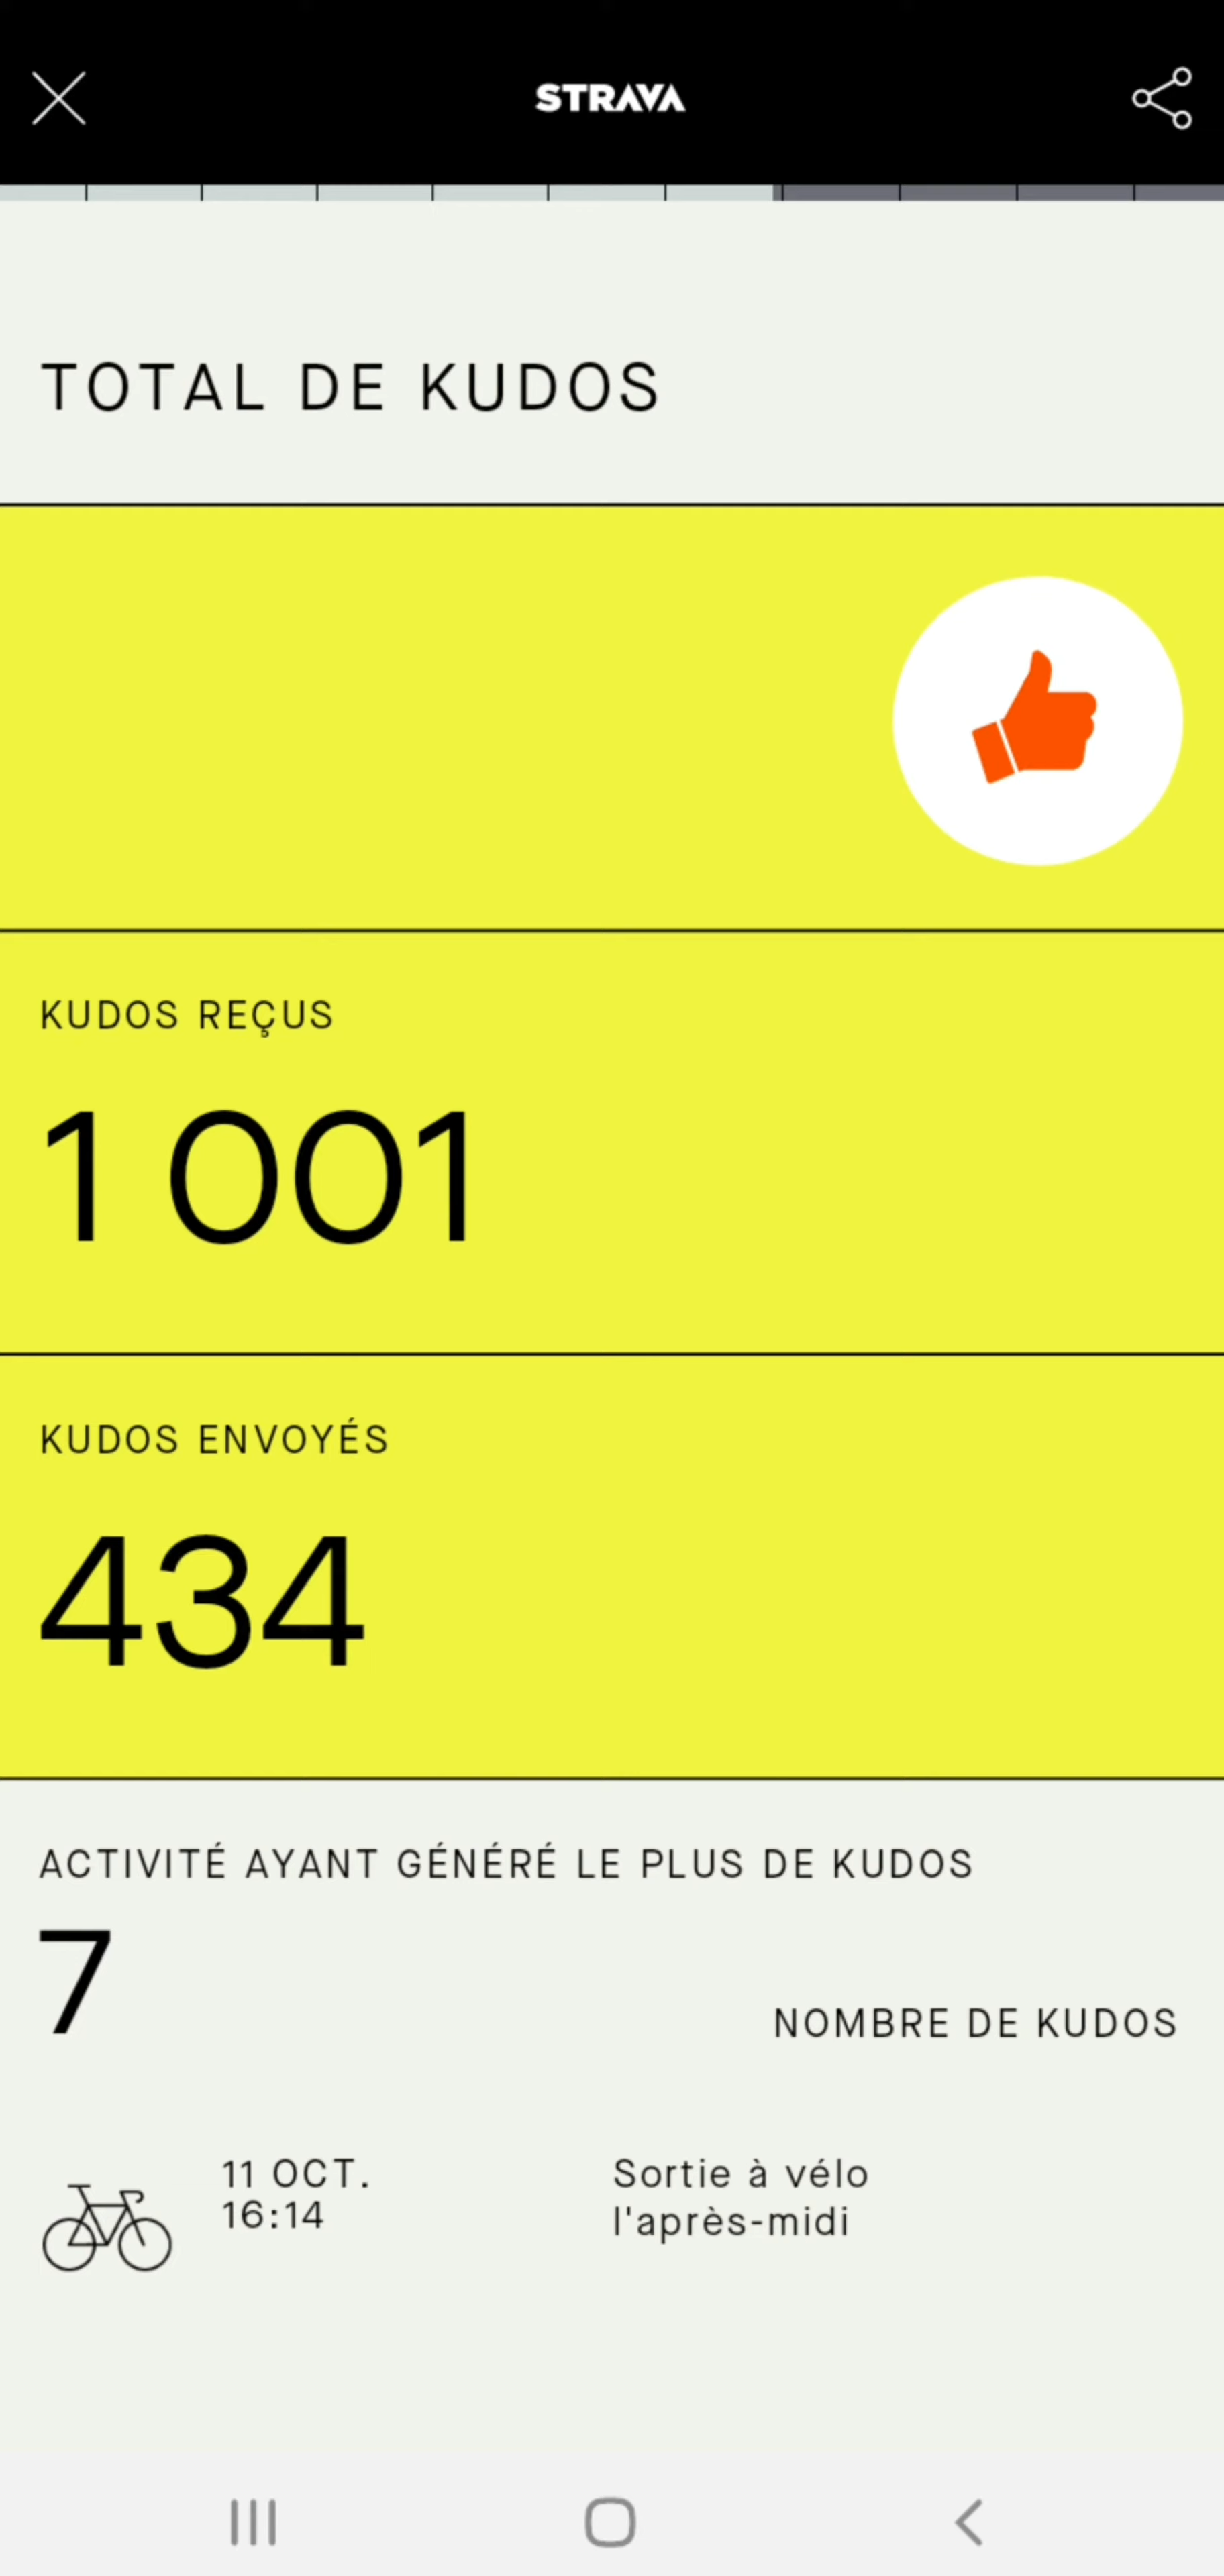 STRAVA
TOTAL DE KUDOS
KUDOS REÇUS
1 001
KUDOS ENVOYÉS
434
ACTIVITÉ AYANT GÉNÉRÉ LE PLUS DE KUDOS
7
NOMBRE DE KUDOS
11 OCT.
16:14
Sortie à vélo
l'après-midi